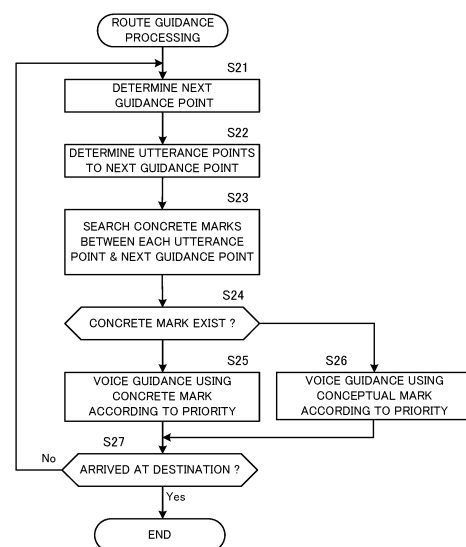 ROUTE GUIDANCE
PROCESSING
S21
DETERMINE NEXT
GUIDANCE POINT
S22
DETERMINE UTTERANCE POINTS
TO NEXT GUIDANCE POINT
S23
SEARCH CONCRETE MARKS
BETWEEN EACH UTTERANCE
POINT & NEXT GUIDANCE POINT
S24
CONCRETE MARK EXIST ?
S25
VOICE GUIDANCE USING
CONCRETE MARK
ACCORDING TO PRIORITY
S26
VOICE GUIDANCE USING
CONCEPTUAL MARK
ACCORDING TO PRIORITY
S27
No
ARRIVED AT DESTINATION ?
Yes
END